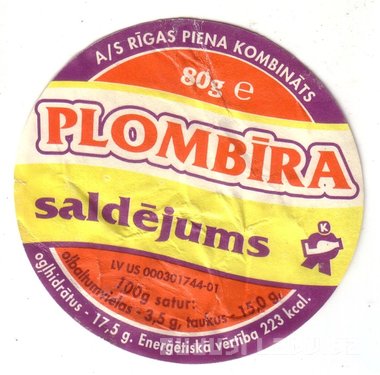 A/S RĪGAS PIENA KOMBINĀTS
80g ℮
PLOMBĪRA
saldējums
K
LV US 000301744-01
100g satur:
olbaltumvielas - 3,5 g, taukus - 15,0 g,
ogļhidrātus - 17,5 g. Enerģētiskā vērtība 223 kcal.